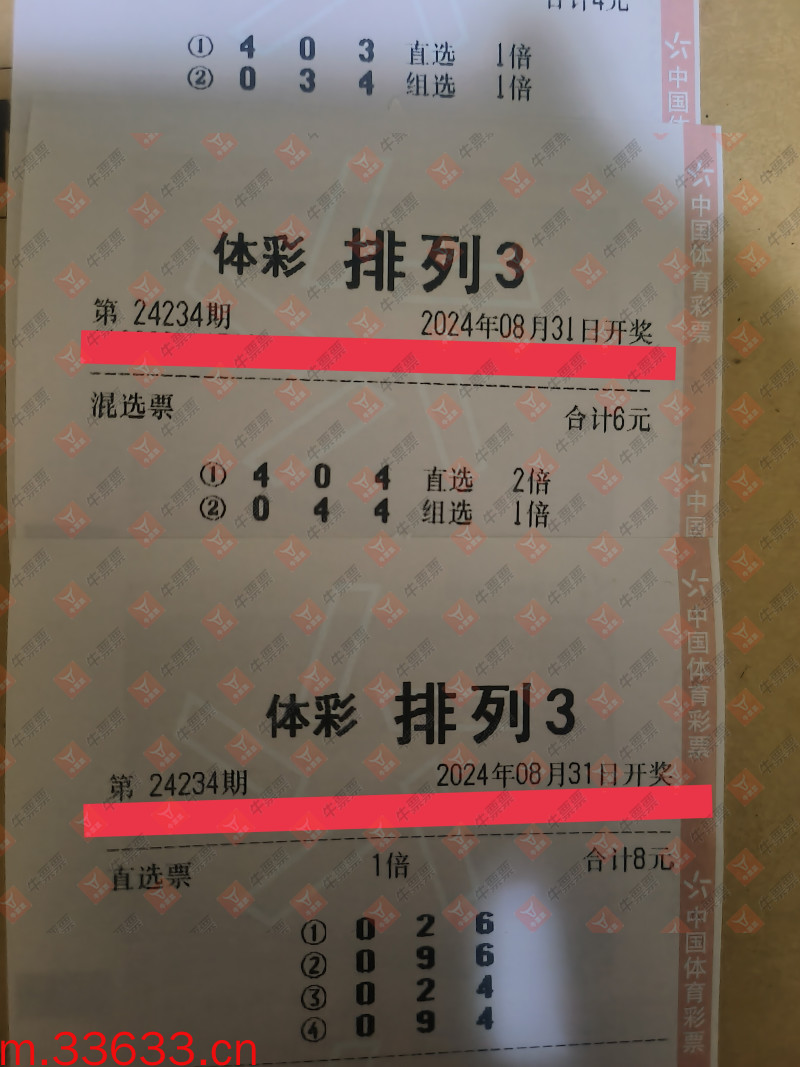 合计4元
① 4 0 3 直选 1倍
② 0 3 4 组选 1倍
中国体
体彩 排列3
第 24234期 2024年08月31日开奖
混选票 合计6元
① 4 0 4 直选 2倍
② 0 4 4 组选 1倍
中国体育彩票
中国
体彩 排列3
第 24234期 2024年08月31日开奖
直选票 1倍 合计8元
① 0 2 6
② 0 9 6
③ 0 2 4
④ 0 9 4
中国体育彩票
中国体育彩票
牛票票
m.33633.cn